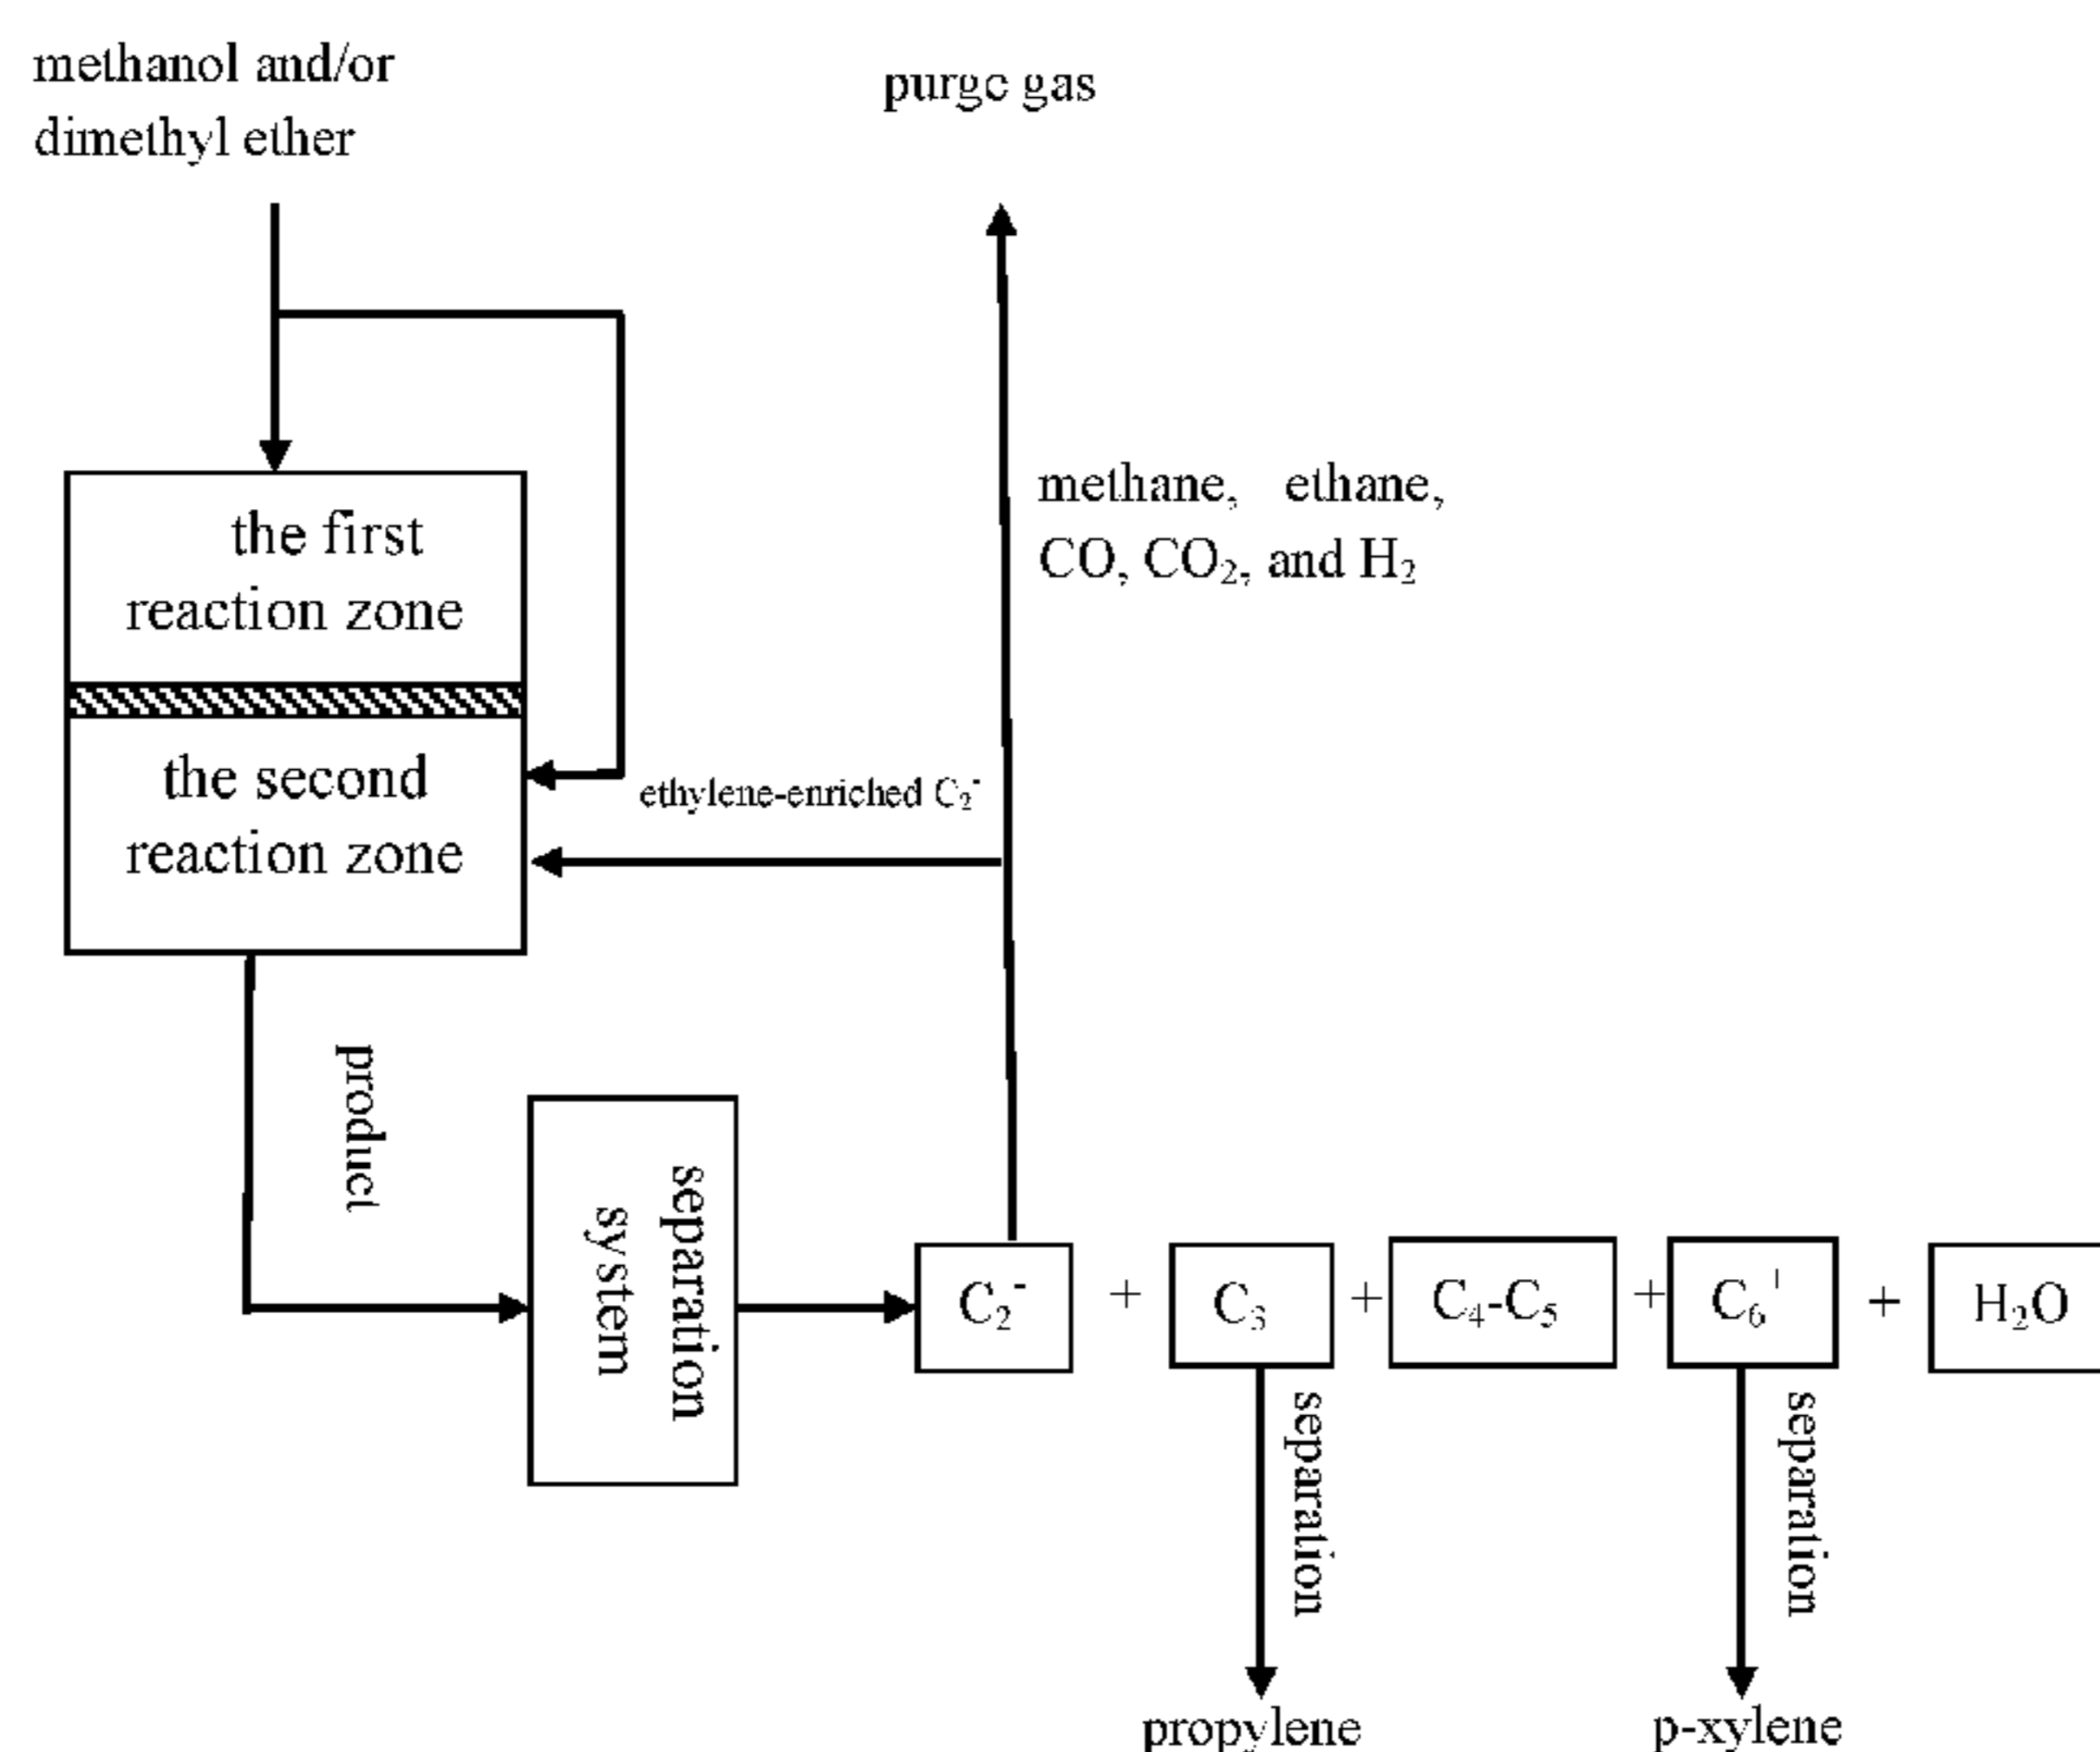 methanol and/or
dimethyl ether
purge gas
methane, ethane,
CO, CO₂, and H₂
the first
reaction zone
the second
reaction zone
ethylene-enriched C₂⁻
product
separation
system
C₂⁻ + C₃ + C₄-C₅ + C₆⁺ + H₂O
separation
separation
propylene
p-xylene